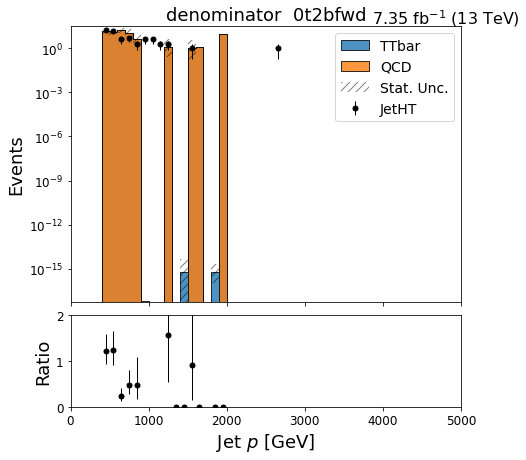 denominator 0t2bfwd 7.35 fb⁻¹ (13 TeV)
TTbar
QCD
Stat. Unc.
JetHT
Events
10⁰
10⁻³
10⁻⁶
10⁻⁹
10⁻¹²
10⁻¹⁵
Ratio
2
1
0
0 1000 2000 3000 4000 5000
Jet p [GeV]